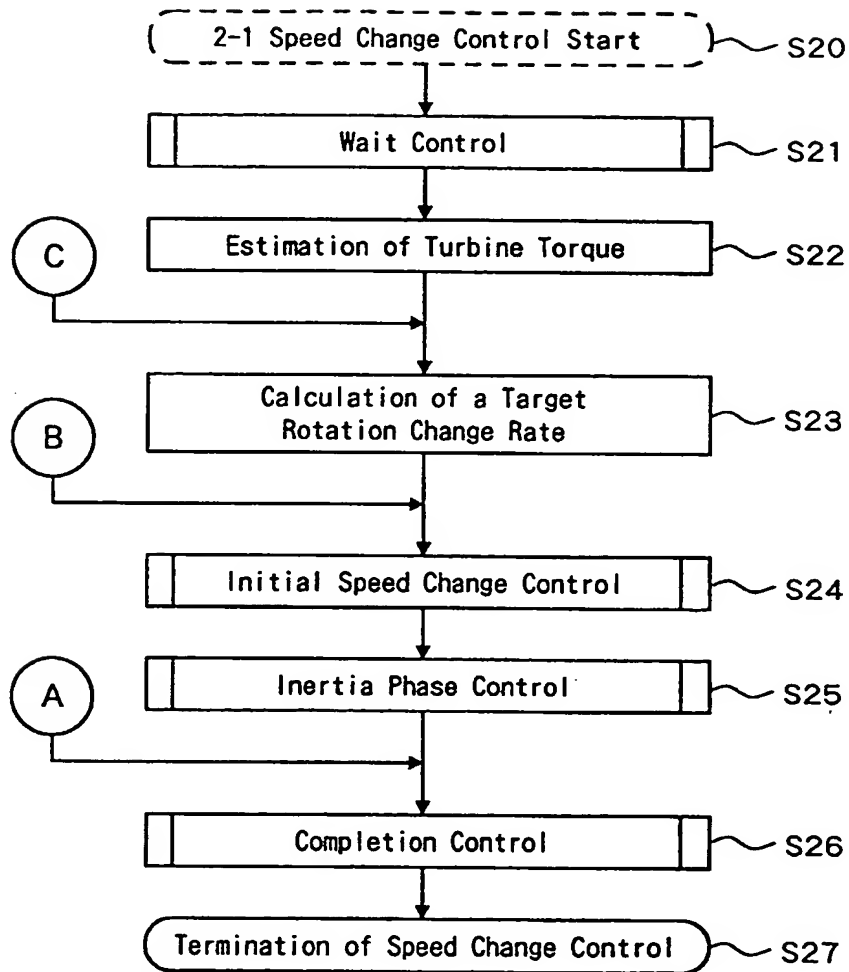 2-1 Speed Change Control Start
S20
Wait Control
S21
Estimation of Turbine Torque
S22
C
Calculation of a Target
Rotation Change Rate
S23
B
Initial Speed Change Control
S24
Inertia Phase Control
S25
A
Completion Control
S26
Termination of Speed Change Control
S27